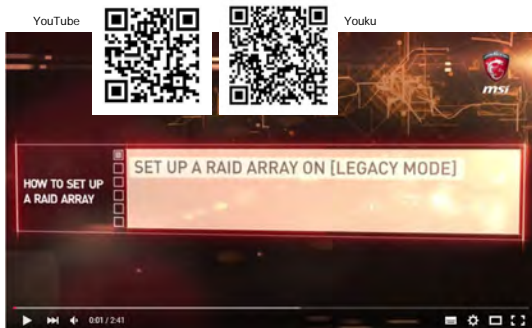 YouTube
Youku
msi
SET UP A RAID ARRAY ON [LEGACY MODE]
HOW TO SET UP
A RAID ARRAY
0:01 / 2:41